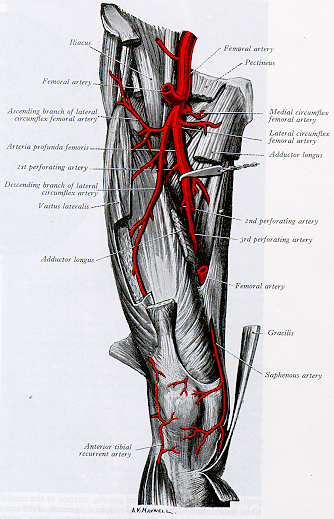 Iliacus
Femoral artery
Ascending branch of lateral
circumflex femoral artery
Arteria profunda femoris
1st perforating artery
Descending branch of lateral
circumflex artery
Vastus lateralis
Adductor longus
Anterior tibial
recurrent artery
Femoral artery
Pectineus
Medial circumflex
femoral artery
Lateral circumflex
femoral artery
Adductor longus
2nd perforating artery
3rd perforating artery
Femoral artery
Gracilis
Saphenous artery
A.K. MAXWELL.